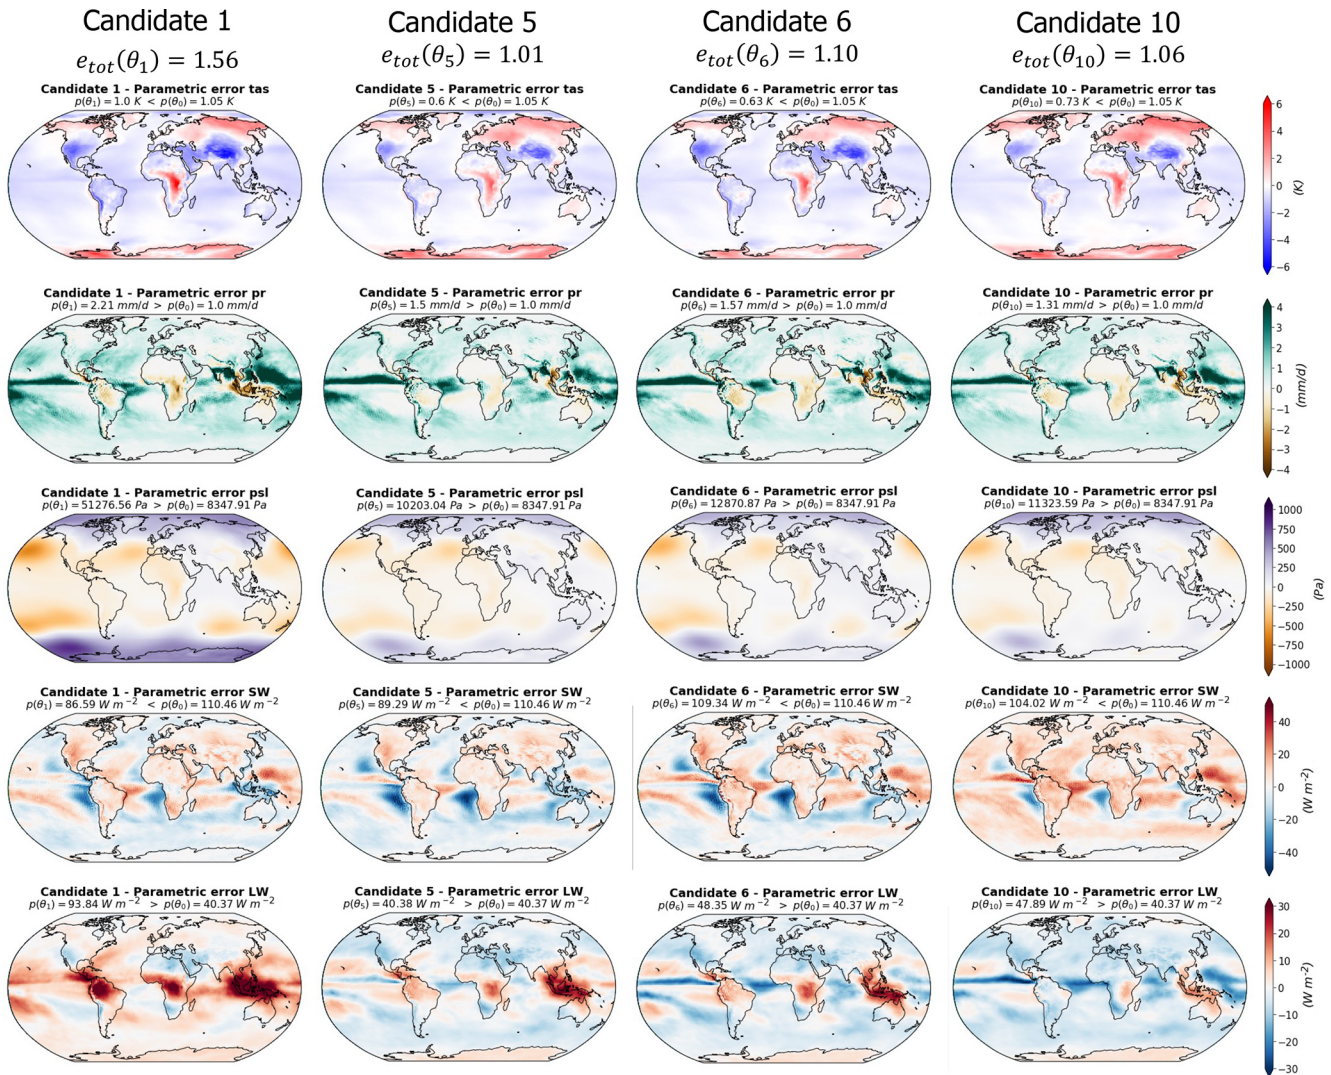 Candidate 1 Candidate 5 Candidate 6 Candidate 10
e_tot(θ₁) = 1.56 e_tot(θ₅) = 1.01 e_tot(θ₆) = 1.10 e_tot(θ₁₀) = 1.06
Candidate 1 - Parametric error tas Candidate 5 - Parametric error tas Candidate 6 - Parametric error tas Candidate 10 - Parametric error tas
p(θ₁) = 1.0 K < p(θ₀) = 1.05 K p(θ₅) = 0.6 K < p(θ₀) = 1.05 K p(θ₆) = 0.63 K < p(θ₀) = 1.05 K p(θ₁₀) = 0.73 K < p(θ₀) = 1.05 K
6
4
2
0
−2
−4
−6
(K)
Candidate 1 - Parametric error pr Candidate 5 - Parametric error pr Candidate 6 - Parametric error pr Candidate 10 - Parametric error pr
p(θ₁) = 2.21 mm/d > p(θ₀) = 1.0 mm/d p(θ₅) = 1.5 mm/d > p(θ₀) = 1.0 mm/d p(θ₆) = 1.57 mm/d > p(θ₀) = 1.0 mm/d p(θ₁₀) = 1.31 mm/d > p(θ₀) = 1.0 mm/d
4
3
2
1
0
−1
−2
−3
−4
(mm/d)
Candidate 1 - Parametric error psl Candidate 5 - Parametric error psl Candidate 6 - Parametric error psl Candidate 10 - Parametric error psl
p(θ₁) = 51276.56 Pa > p(θ₀) = 8347.91 Pa p(θ₅) = 10203.04 Pa > p(θ₀) = 8347.91 Pa p(θ₆) = 12870.87 Pa > p(θ₀) = 8347.91 Pa p(θ₁₀) = 11323.59 Pa > p(θ₀) = 8347.91 Pa
1000
750
500
250
0
−250
−500
−750
−1000
(Pa)
Candidate 1 - Parametric error SW Candidate 5 - Parametric error SW Candidate 6 - Parametric error SW Candidate 10 - Parametric error SW
p(θ₁) = 86.59 W m⁻² < p(θ₀) = 110.46 W m⁻² p(θ₅) = 89.29 W m⁻² < p(θ₀) = 110.46 W m⁻² p(θ₆) = 109.34 W m⁻² < p(θ₀) = 110.46 W m⁻² p(θ₁₀) = 104.02 W m⁻² < p(θ₀) = 110.46 W m⁻²
40
20
0
−20
−40
(W m⁻²)
Candidate 1 - Parametric error LW Candidate 5 - Parametric error LW Candidate 6 - Parametric error LW Candidate 10 - Parametric error LW
p(θ₁) = 93.84 W m⁻² > p(θ₀) = 40.37 W m⁻² p(θ₅) = 40.38 W m⁻² > p(θ₀) = 40.37 W m⁻² p(θ₆) = 48.35 W m⁻² > p(θ₀) = 40.37 W m⁻² p(θ₁₀) = 47.89 W m⁻² > p(θ₀) = 40.37 W m⁻²
30
20
10
0
−10
−20
−30
(W m⁻²)